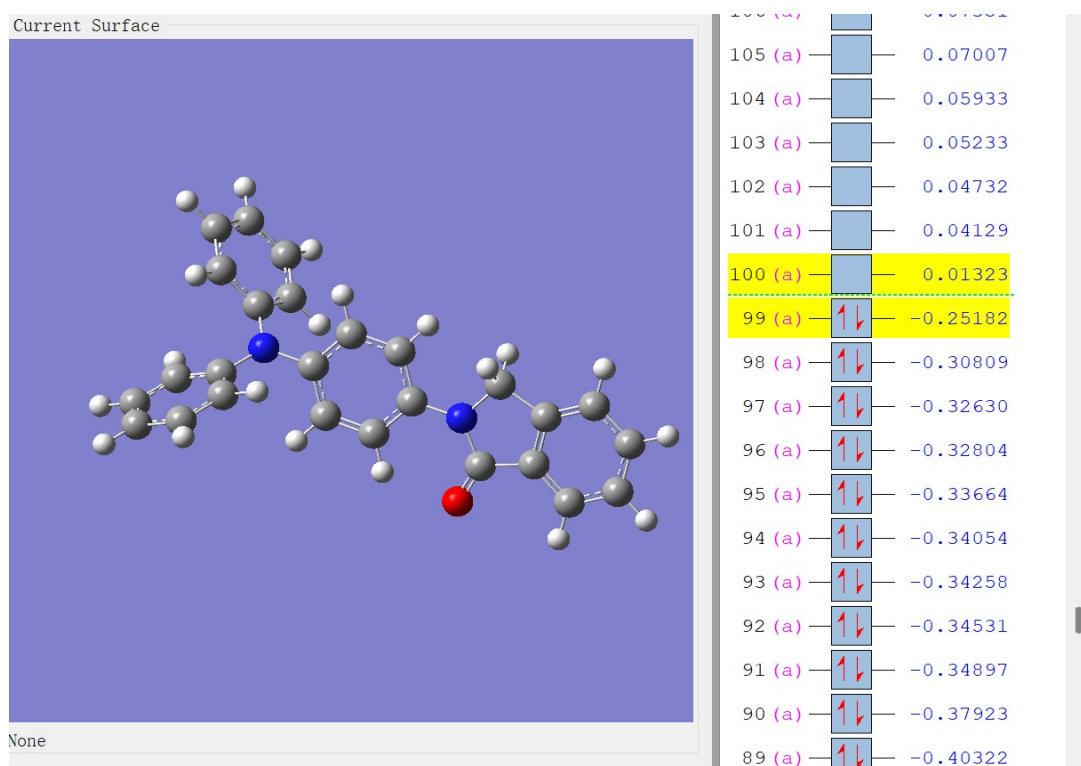 Current Surface
105 (a) 0.07007
104 (a) 0.05933
103 (a) 0.05233
102 (a) 0.04732
101 (a) 0.04129
100 (a) 0.01323
99 (a) -0.25182
98 (a) -0.30809
97 (a) -0.32630
96 (a) -0.32804
95 (a) -0.33664
94 (a) -0.34054
93 (a) -0.34258
92 (a) -0.34531
91 (a) -0.34897
90 (a) -0.37923
89 (a) -0.40322
None